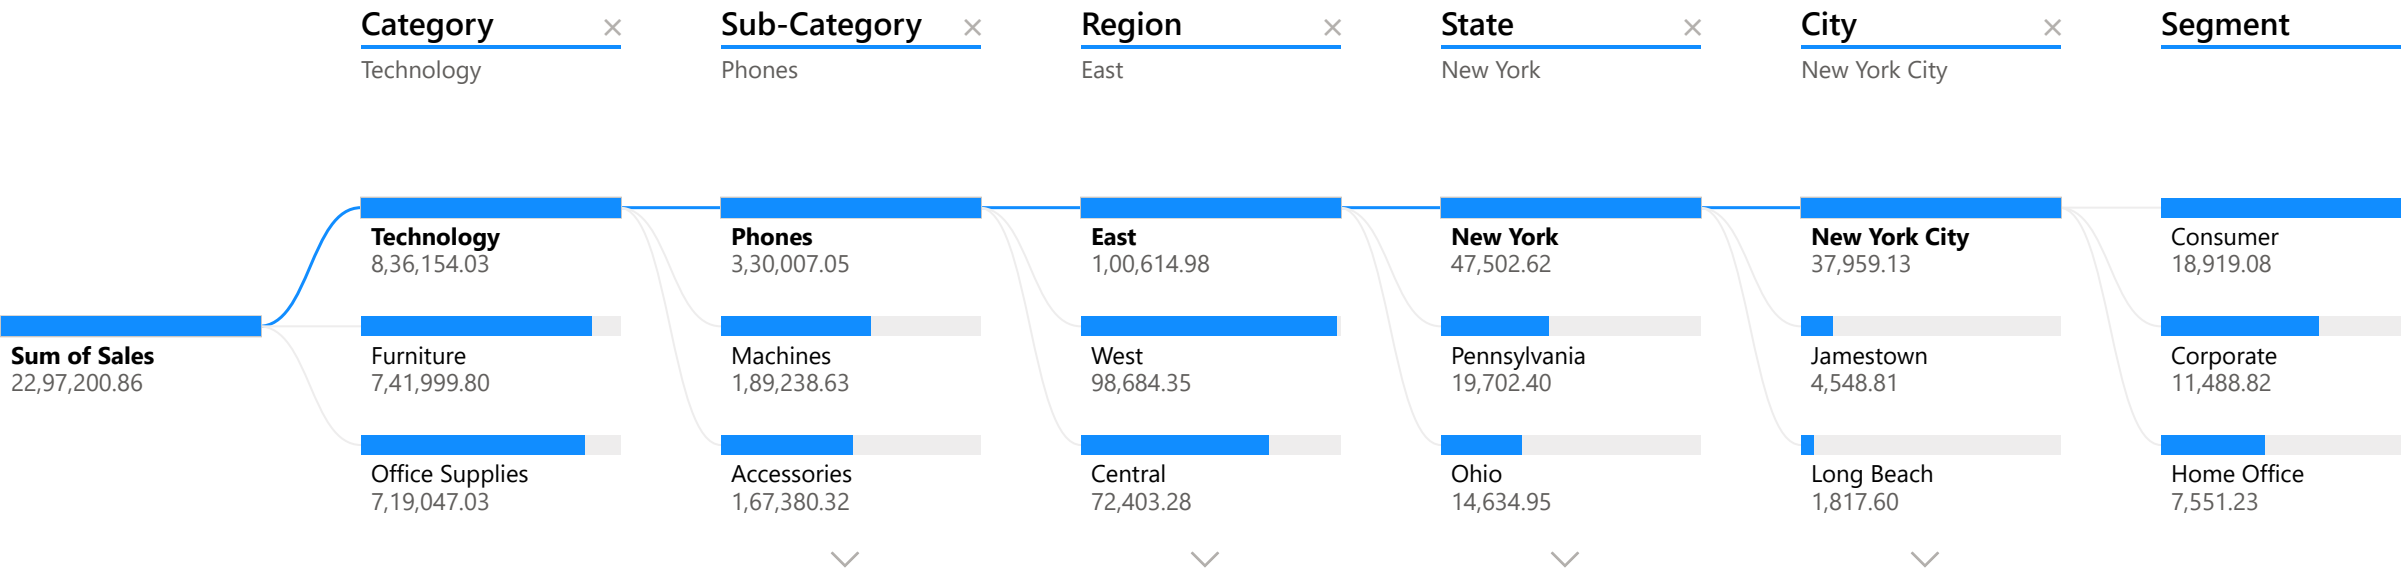 Category
Sub-Category
Region
State
City
Segment
Technology
Phones
East
New York
New York City
Sum of Sales
22,97,200.86
Technology
8,36,154.03
Furniture
7,41,999.80
Office Supplies
7,19,047.03
Phones
3,30,007.05
Machines
1,89,238.63
Accessories
1,67,380.32
East
1,00,614.98
West
98,684.35
Central
72,403.28
New York
47,502.62
Pennsylvania
19,702.40
Ohio
14,634.95
New York City
37,959.13
Jamestown
4,548.81
Long Beach
1,817.60
Consumer
18,919.08
Corporate
11,488.82
Home Office
7,551.23